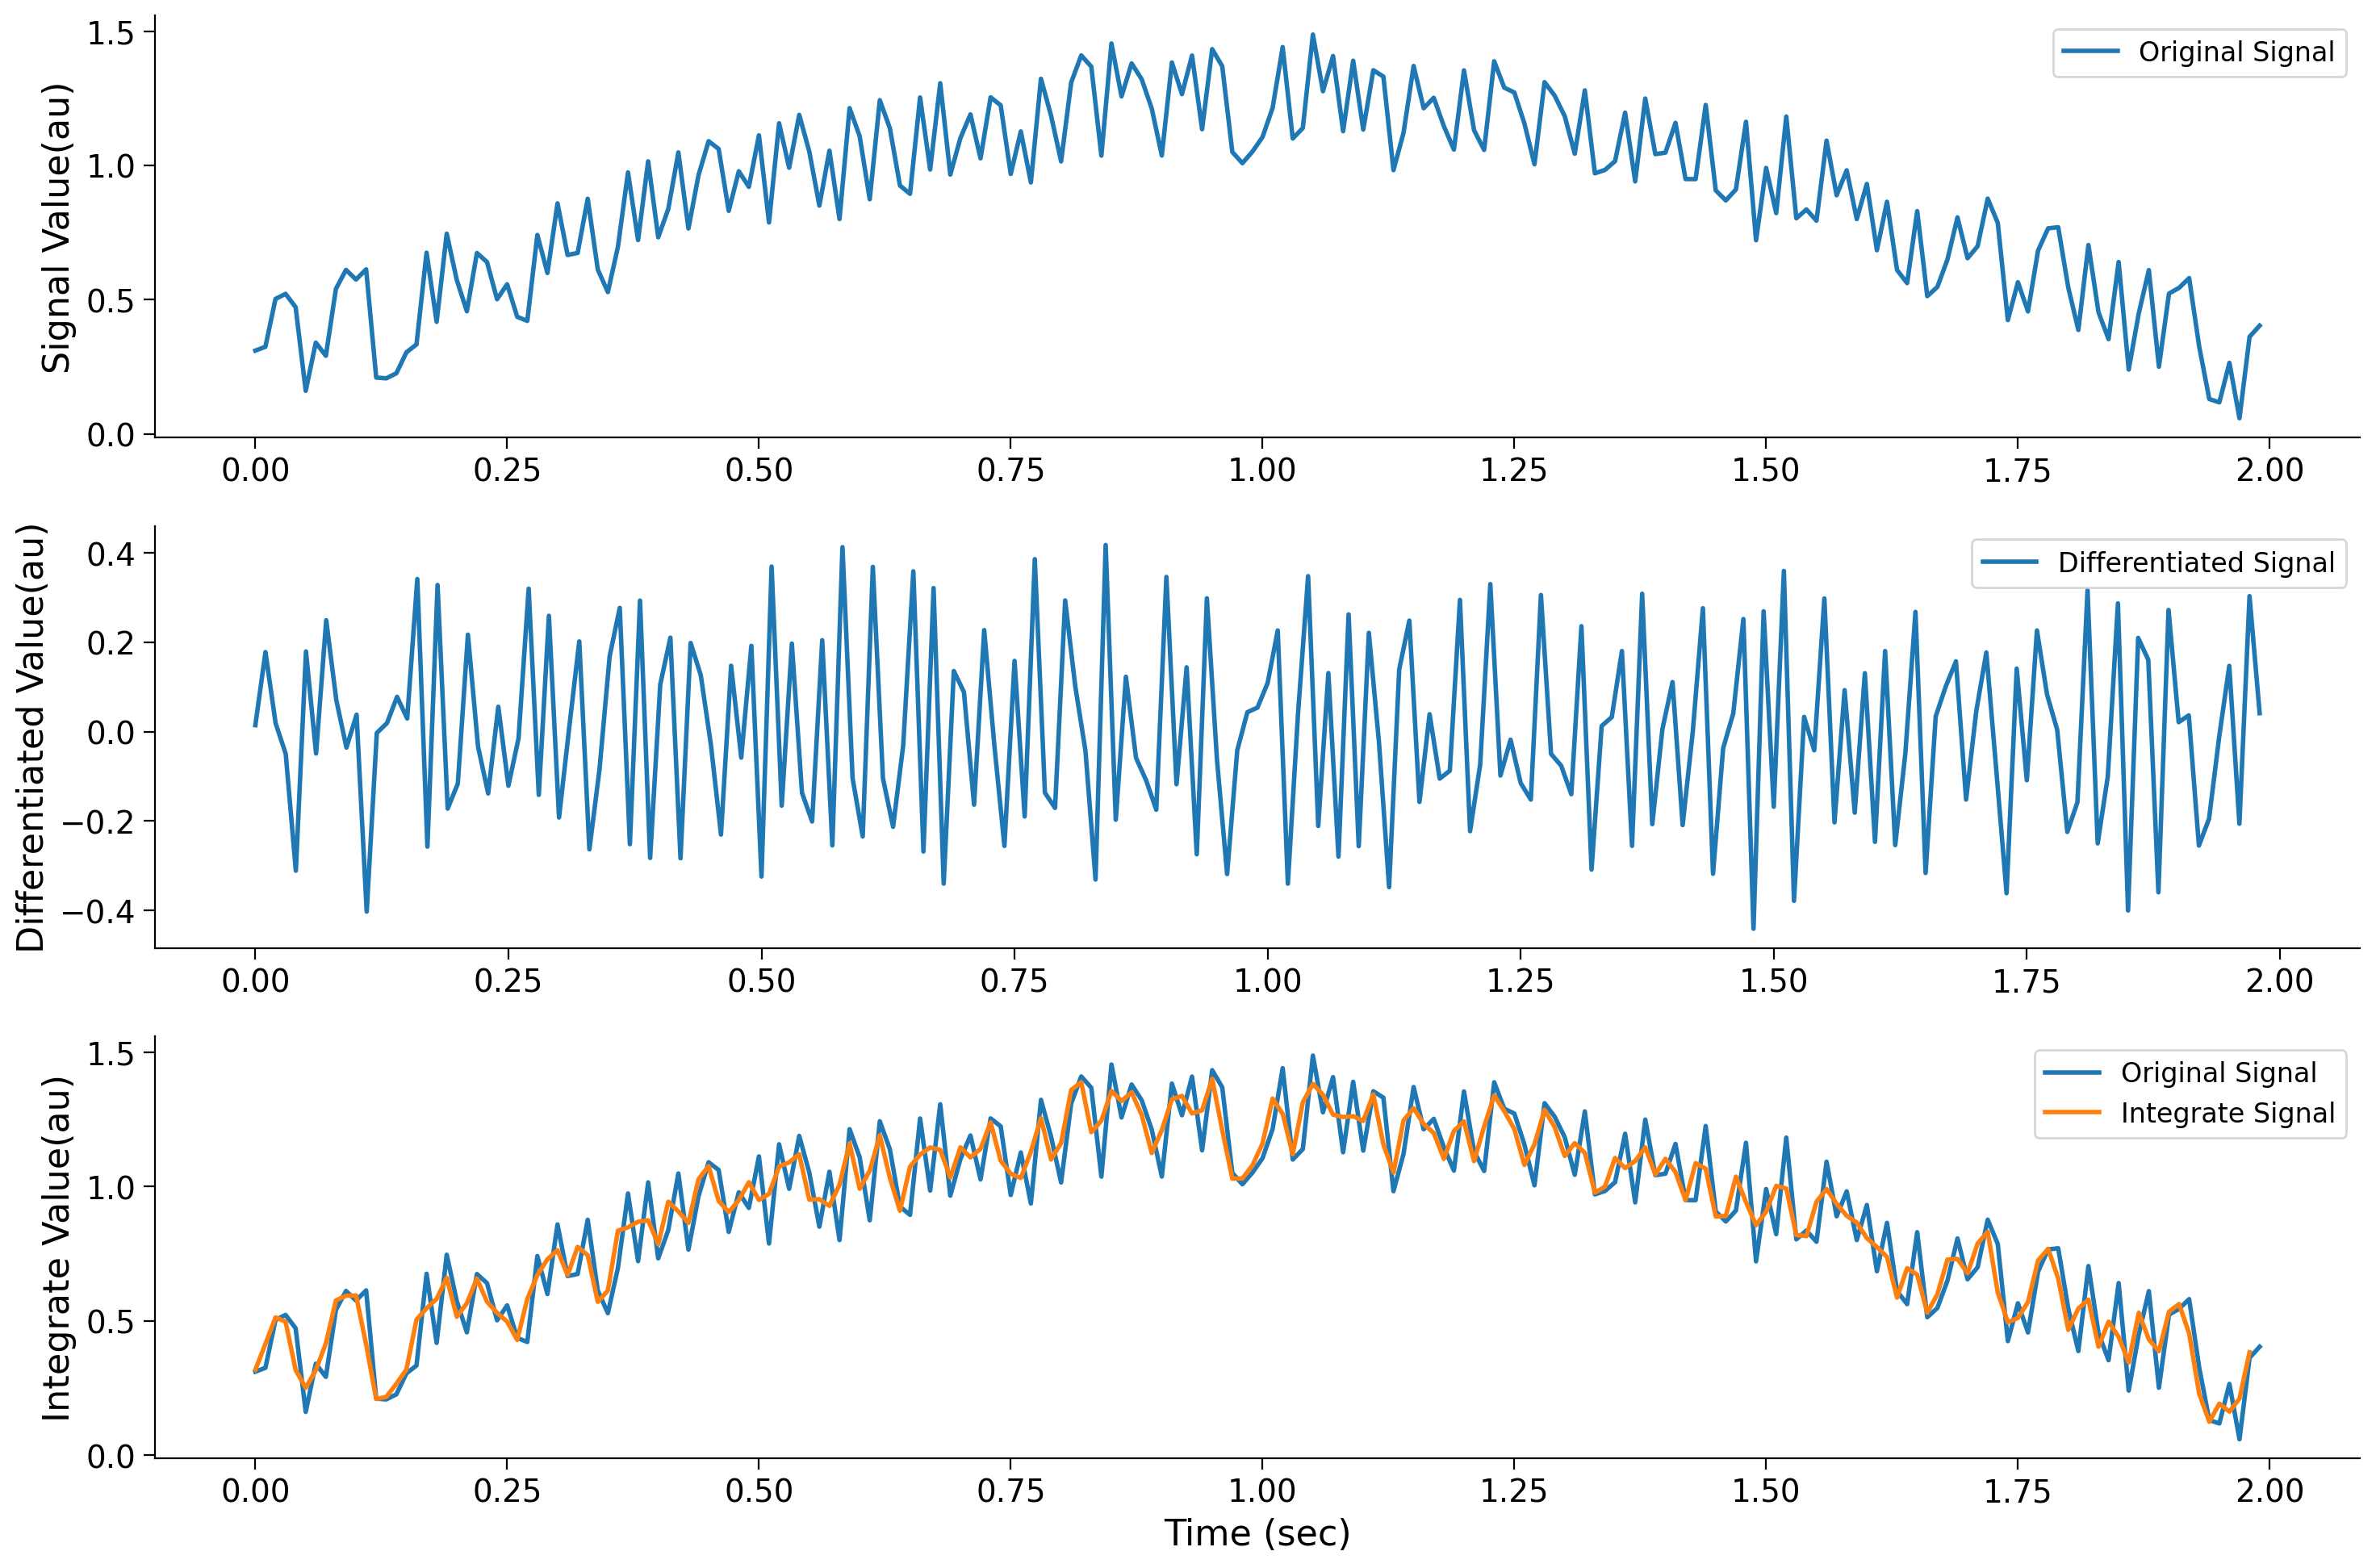 Signal Value(au)
1.5
1.0
0.5
0.0
Original Signal
0.00 0.25 0.50 0.75 1.00 1.25 1.50 1.75 2.00
Differentiated Value(au)
0.4
0.2
0.0
−0.2
−0.4
Differentiated Signal
0.00 0.25 0.50 0.75 1.00 1.25 1.50 1.75 2.00
Integrate Value(au)
1.5
1.0
0.5
0.0
Original Signal
Integrate Signal
0.00 0.25 0.50 0.75 1.00 1.25 1.50 1.75 2.00
Time (sec)